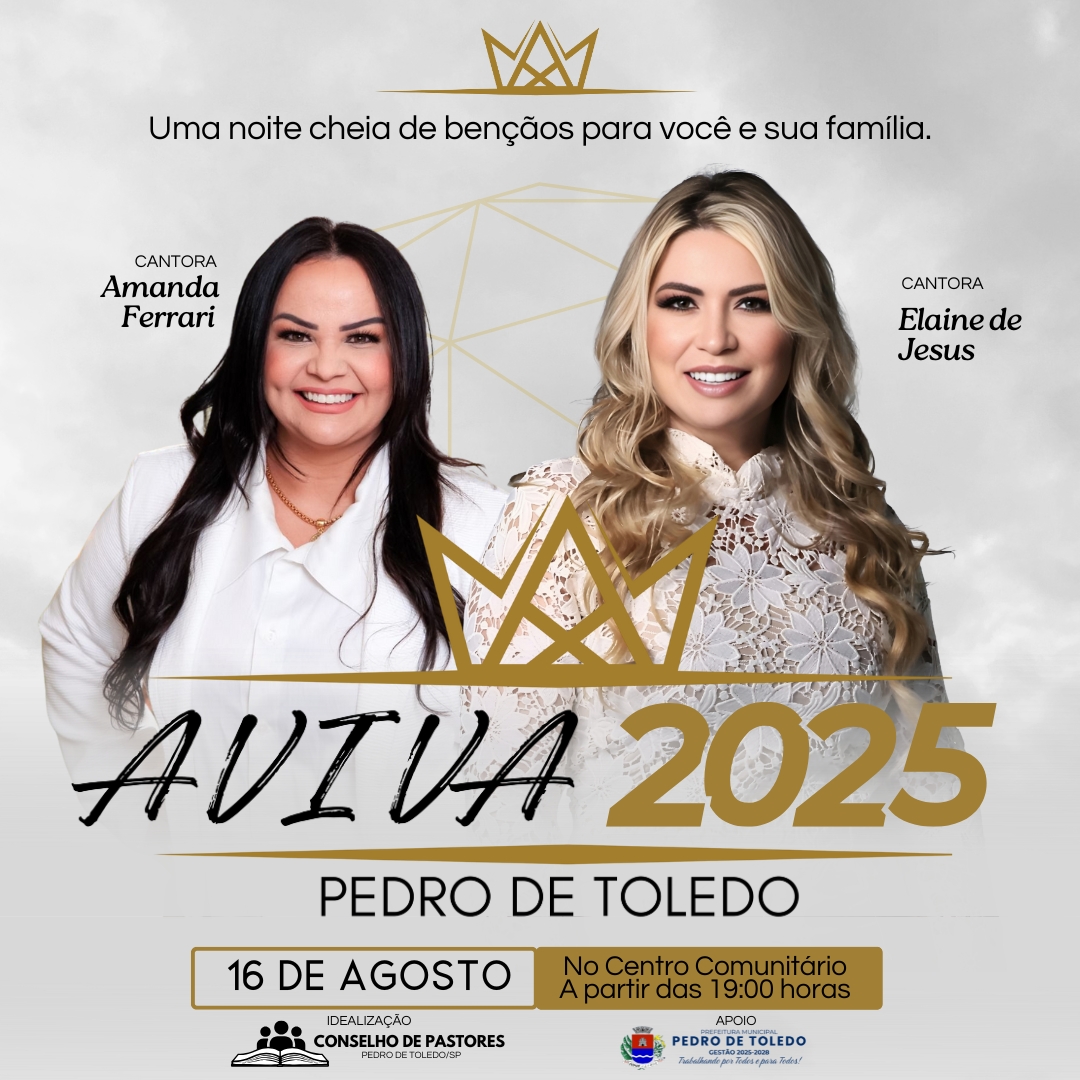 Uma noite cheia de bençãos para você e sua família.
CANTORA
Amanda
Ferrari
CANTORA
Elaine de
Jesus
AVIVA 2025
PEDRO DE TOLEDO
16 DE AGOSTO
No Centro Comunitário
A partir das 19:00 horas
IDEALIZAÇÃO
CONSELHO DE PASTORES
PEDRO DE TOLEDO/SP
APOIO
PREFEITURA MUNICIPAL
PEDRO DE TOLEDO
GESTÃO 2025-2028
Trabalhando por Todos e para Todos!